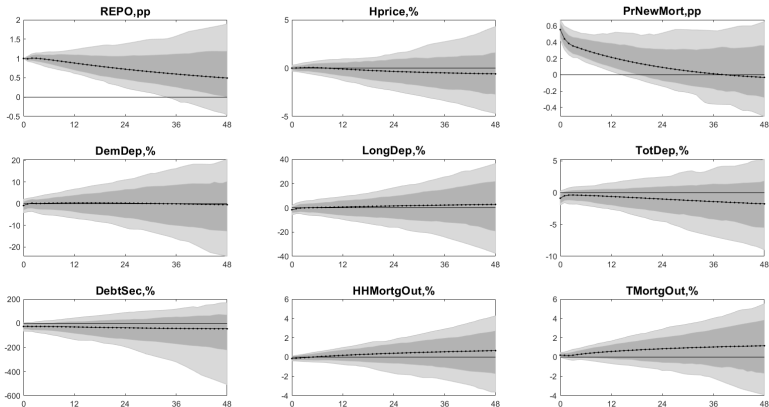 REPO,pp
2
1.5
1
0.5
0
0.5
0 12 24 36 48
Hprice,%
5
0
-5
0 12 24 36 48
PrNewMort,pp
0.6
0.4
0.2
0
0.2
0.4
0 12 24 36 48
DemDep,%
20
10
0
-10
-20
0 12 24 36 48
LongDep,%
40
20
0
-20
-40
0 12 24 36 48
TotDep,%
5
0
-5
-10
0 12 24 36 48
DebtSec,%
200
0
-200
-400
-600
0 12 24 36 48
HHMortgOut,%
6
4
2
0
-2
-4
0 12 24 36 48
TMortgOut,%
6
4
2
0
-2
-4
0 12 24 36 48